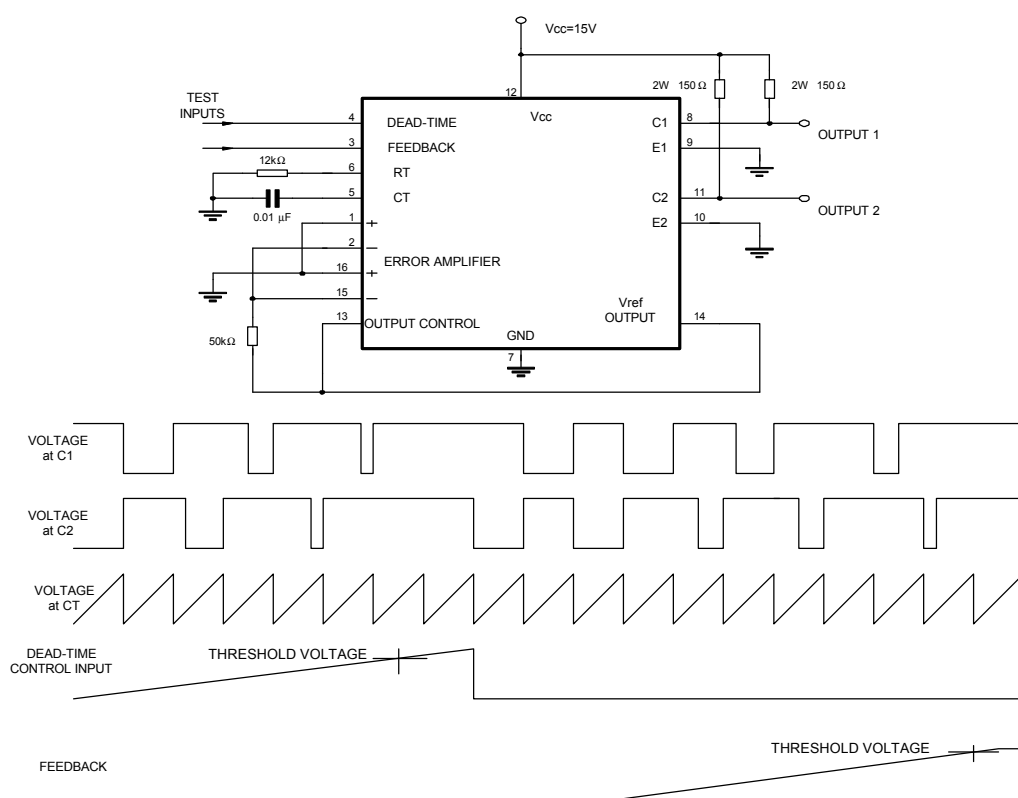 Vcc=15V
2W 150 Ω
2W 150 Ω
TEST
INPUTS
12
Vcc
4
DEAD-TIME
C1
8
OUTPUT 1
3
FEEDBACK
E1
9
12kΩ
6
RT
5
CT
C2
11
OUTPUT 2
0.01 µF
1
+
E2
10
2
−
ERROR AMPLIFIER
16
+
15
−
Vref
OUTPUT
13
OUTPUT CONTROL
14
50kΩ
GND
7
VOLTAGE
at C1
VOLTAGE
at C2
VOLTAGE
at CT
DEAD-TIME
CONTROL INPUT
THRESHOLD VOLTAGE
THRESHOLD VOLTAGE
FEEDBACK